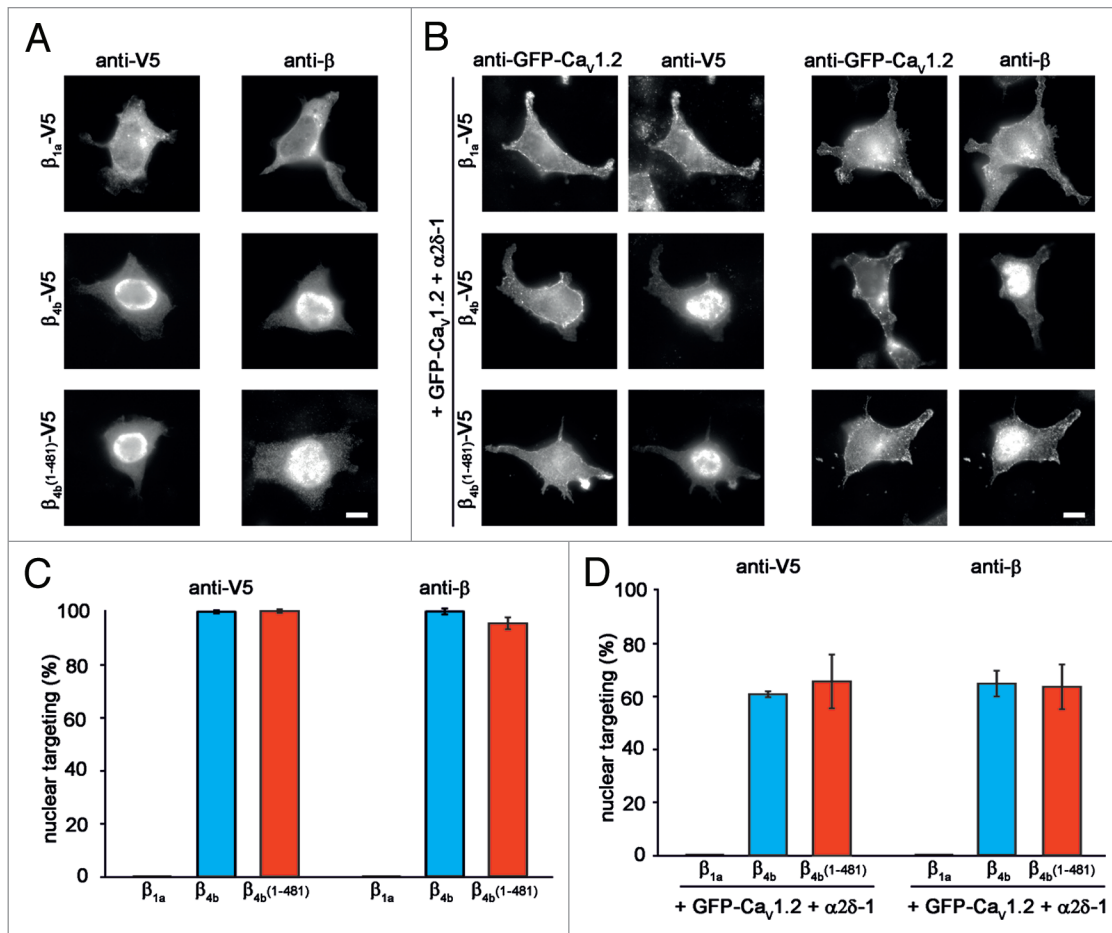 A
anti-V5 anti-β
β1a-V5
β4b-V5
β4b(1-481)-V5
B
anti-GFP-CaV1.2 anti-V5 anti-GFP-CaV1.2 anti-β
+ GFP-CaV1.2 + α2δ-1
β1a-V5
β4b-V5
β4b(1-481)-V5
C
anti-V5 anti-β
nuclear targeting (%)
100
80
60
40
20
0
β1a β4b β4b(1-481) β1a β4b β4b(1-481)
D
anti-V5 anti-β
nuclear targeting (%)
100
80
60
40
20
0
β1a β4b β4b(1-481) β1a β4b β4b(1-481)
+ GFP-CaV1.2 + α2δ-1 + GFP-CaV1.2 + α2δ-1